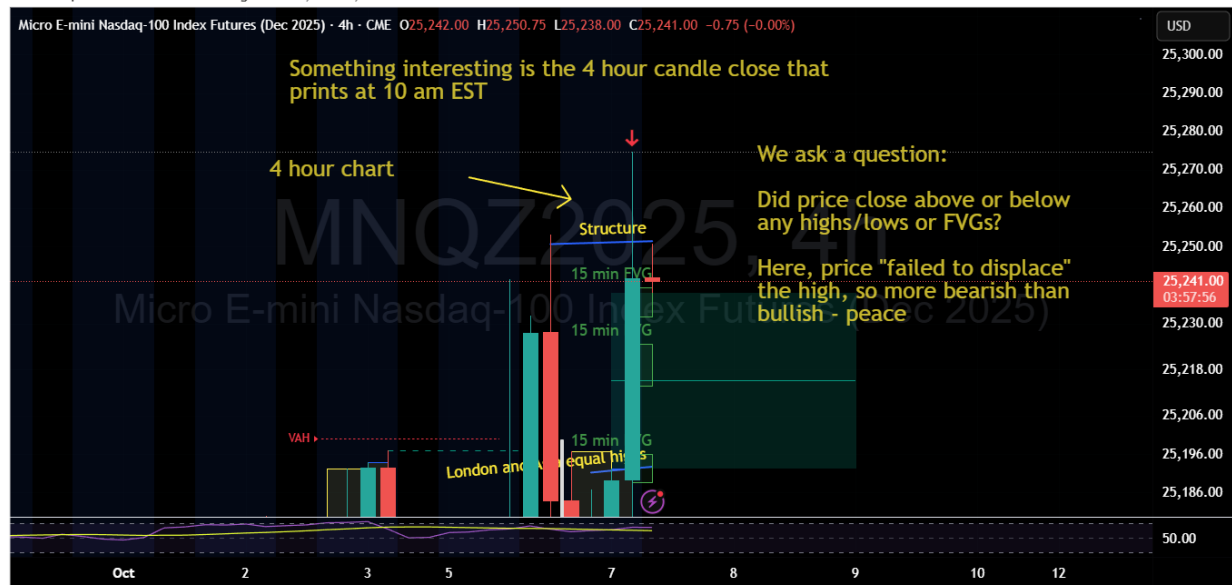 Micro E-mini Nasdaq-100 Index Futures (Dec 2025) · 4h · CME O25,242.00 H25,250.75 L25,238.00 C25,241.00 −0.75 (−0.00%)
USD
Something interesting is the 4 hour candle close that
prints at 10 am EST
4 hour chart
We ask a question:
Did price close above or below
any highs/lows or FVGs?
Here, price "failed to displace"
the high, so more bearish than
bullish - peace
MNQZ2025, 4h
Micro E-mini Nasdaq-100 Index Futures (Dec 2025)
Structure
15 min FVG
15 min
15 min
VAH
London and equal highs
25,300.00
25,290.00
25,280.00
25,270.00
25,260.00
25,250.00
25,241.00
03:57:56
25,230.00
25,218.00
25,206.00
25,196.00
25,186.00
50.00
Oct
2
3
5
7
8
9
10
12